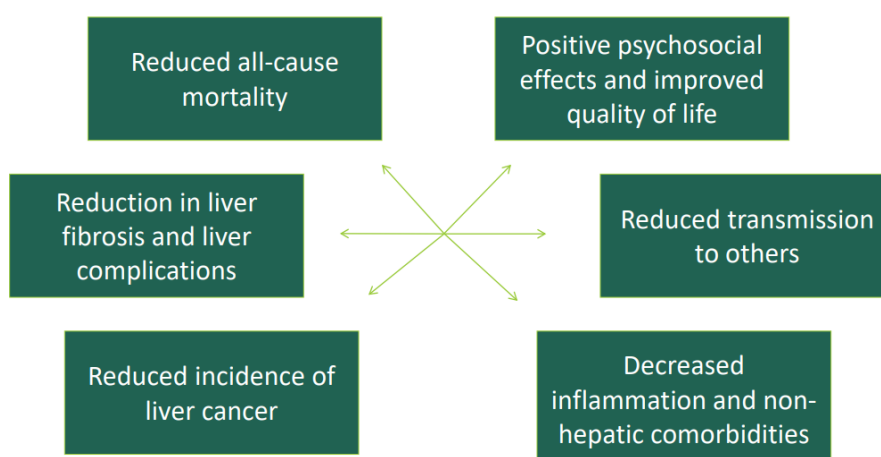 Reduced all-cause
mortality
Positive psychosocial
effects and improved
quality of life
Reduction in liver
fibrosis and liver
complications
Reduced transmission
to others
Reduced incidence of
liver cancer
Decreased
inflammation and non-
hepatic comorbidities